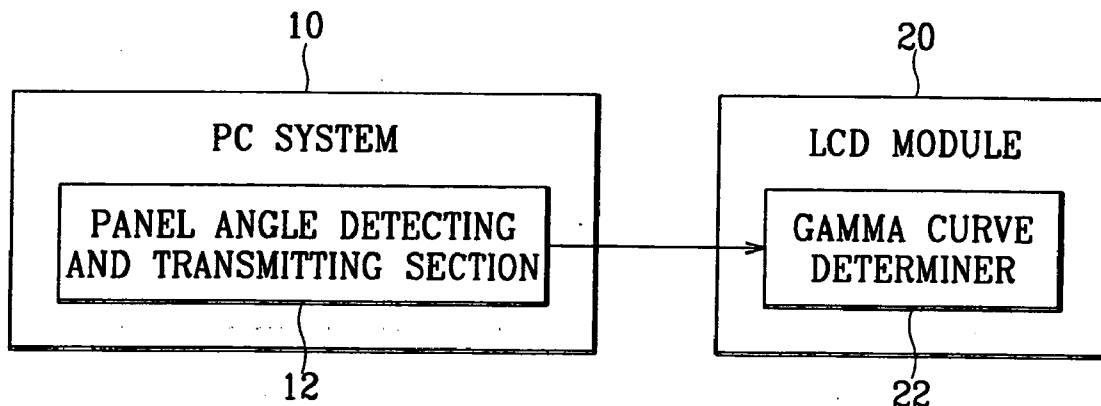 10
20
PC SYSTEM
LCD MODULE
PANEL ANGLE DETECTING
AND TRANSMITTING SECTION
GAMMA CURVE
DETERMINER
12
22